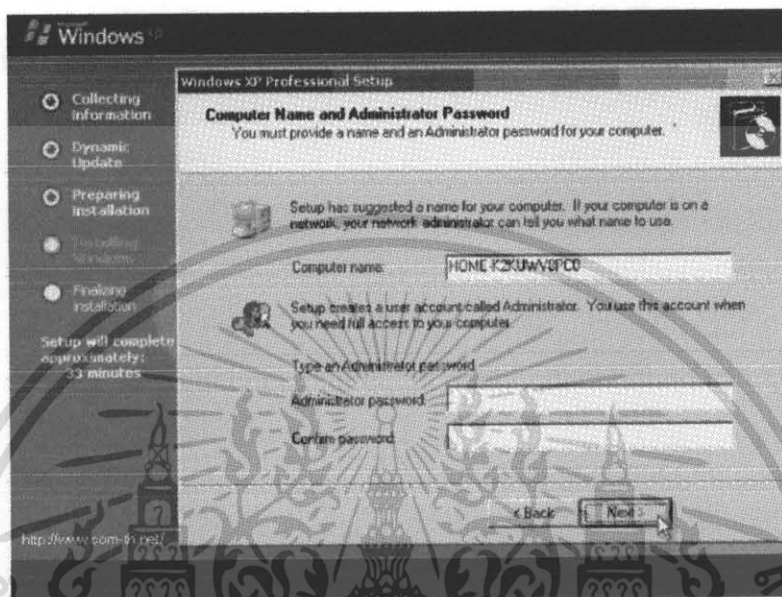 Microsoft
Windows xp
Collecting
information
Dynamic
Update
Preparing
installation
Installing
Windows
Finalizing
installation
Setup will complete
approximately:
33 minutes
http://www.com-th.net/
Windows XP Professional Setup
Computer Name and Administrator Password
You must provide a name and an Administrator password for your computer.
Setup has suggested a name for your computer. If your computer is on a
network, your network administrator can tell you what name to use.
Computer name:
Setup creates a user account called Administrator. You use this account when
you need full access to your computer.
Type an Administrator password.
Administrator password:
Confirm password:
< Back
Next >